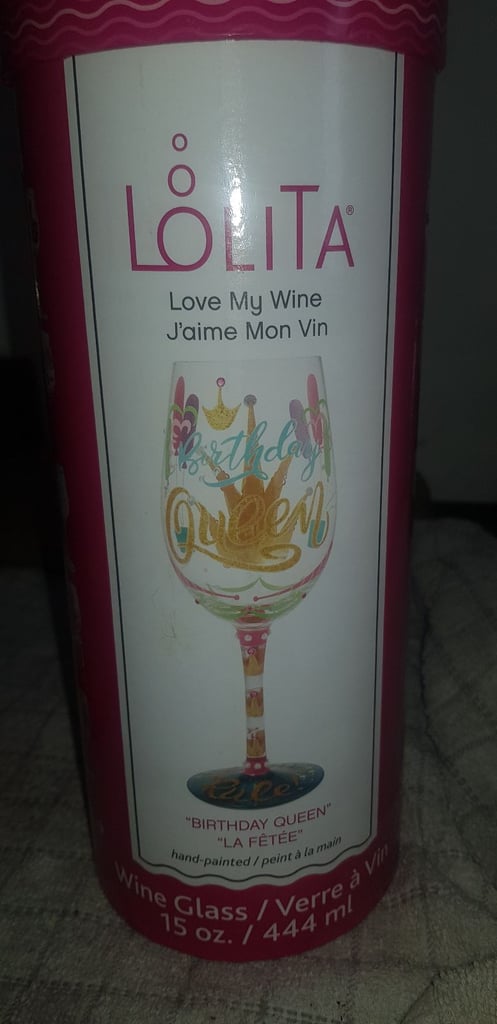 LOLITA®
Love My Wine
J'aime Mon Vin
Birthday
Queen
"BIRTHDAY QUEEN"
"LA FÊTÉE"
hand-painted / peint à la main
Wine Glass / Verre à Vin
15 oz. / 444 ml